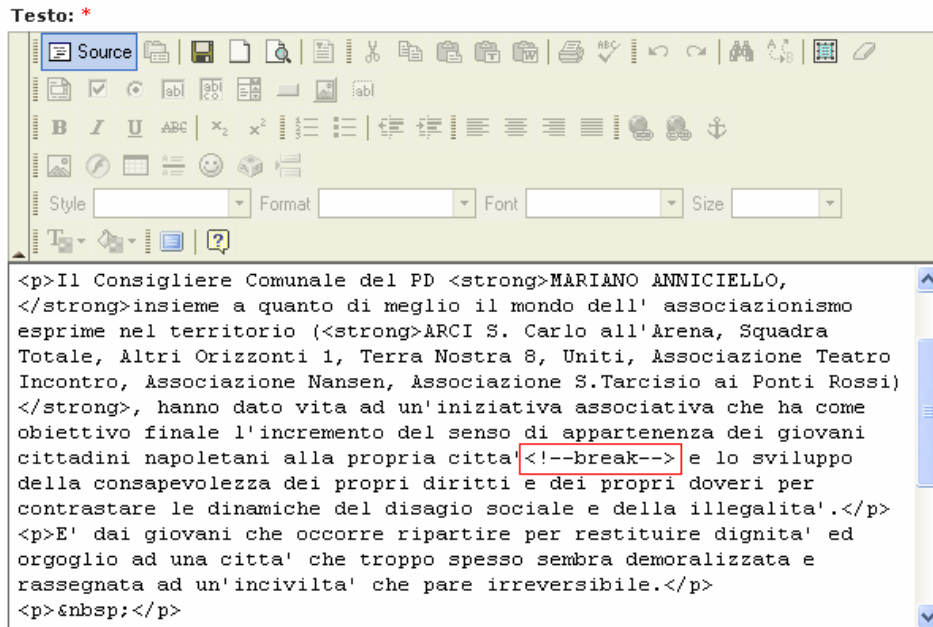 Testo: *
Source
ABC
B I U ABC x₂ x²
Style Format Font Size
<p>Il Consigliere Comunale del PD <strong>MARIANO ANNICIELLO,
</strong>insieme a quanto di meglio il mondo dell' associazionismo
esprime nel territorio (<strong>ARCI S. Carlo all'Arena, Squadra
Totale, Altri Orizzonti 1, Terra Nostra 8, Uniti, Associazione Teatro
Incontro, Associazione Nansen, Associazione S.Tarcisio ai Ponti Rossi)
</strong>, hanno dato vita ad un'iniziativa associativa che ha come
obiettivo finale l'incremento del senso di appartenenza dei giovani
cittadini napoletani alla propria citta'<!--break--> e lo sviluppo
della consapevolezza dei propri diritti e dei propri doveri per
contrastare le dinamiche del disagio sociale e della illegalita'.</p>
<p>E' dai giovani che occorre ripartire per restituire dignita' ed
orgoglio ad una citta' che troppo spesso sembra demoralizzata e
rassegnata ad un'incivilta' che pare irreversibile.</p>
<p>&nbsp;</p>